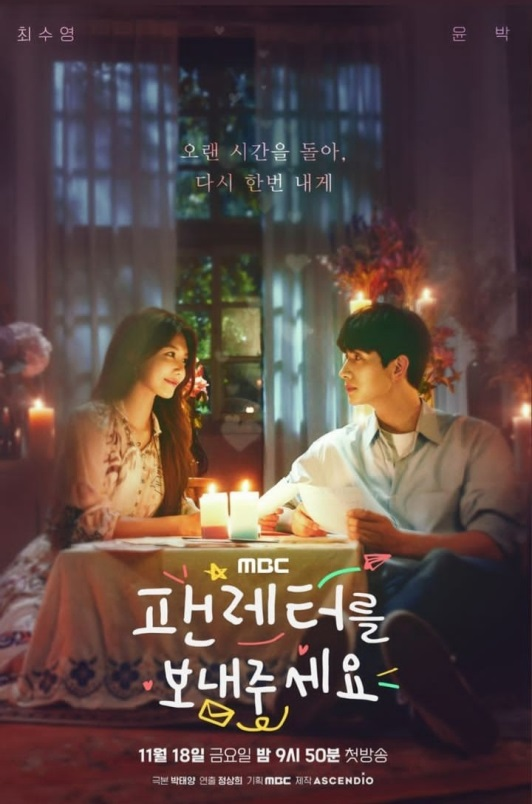 최수영
윤 박
오랜 시간을 돌아,
다시 한번 내게
MBC
팬레터를
보내주세요
11월 18일 금요일 밤 9시 50분 첫방송
극본 박태양 연출 정상희 기획 MBC 제작 ASCENDIO